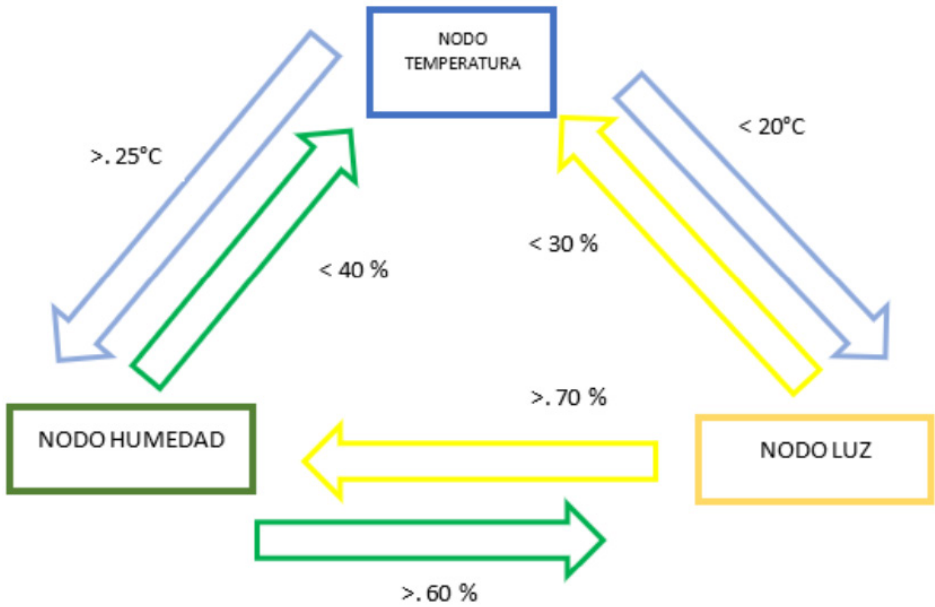 NODO
TEMPERATURA
< 20°C
>. 25°C
< 30 %
< 40 %
>. 70 %
NODO HUMEDAD
NODO LUZ
>. 60 %